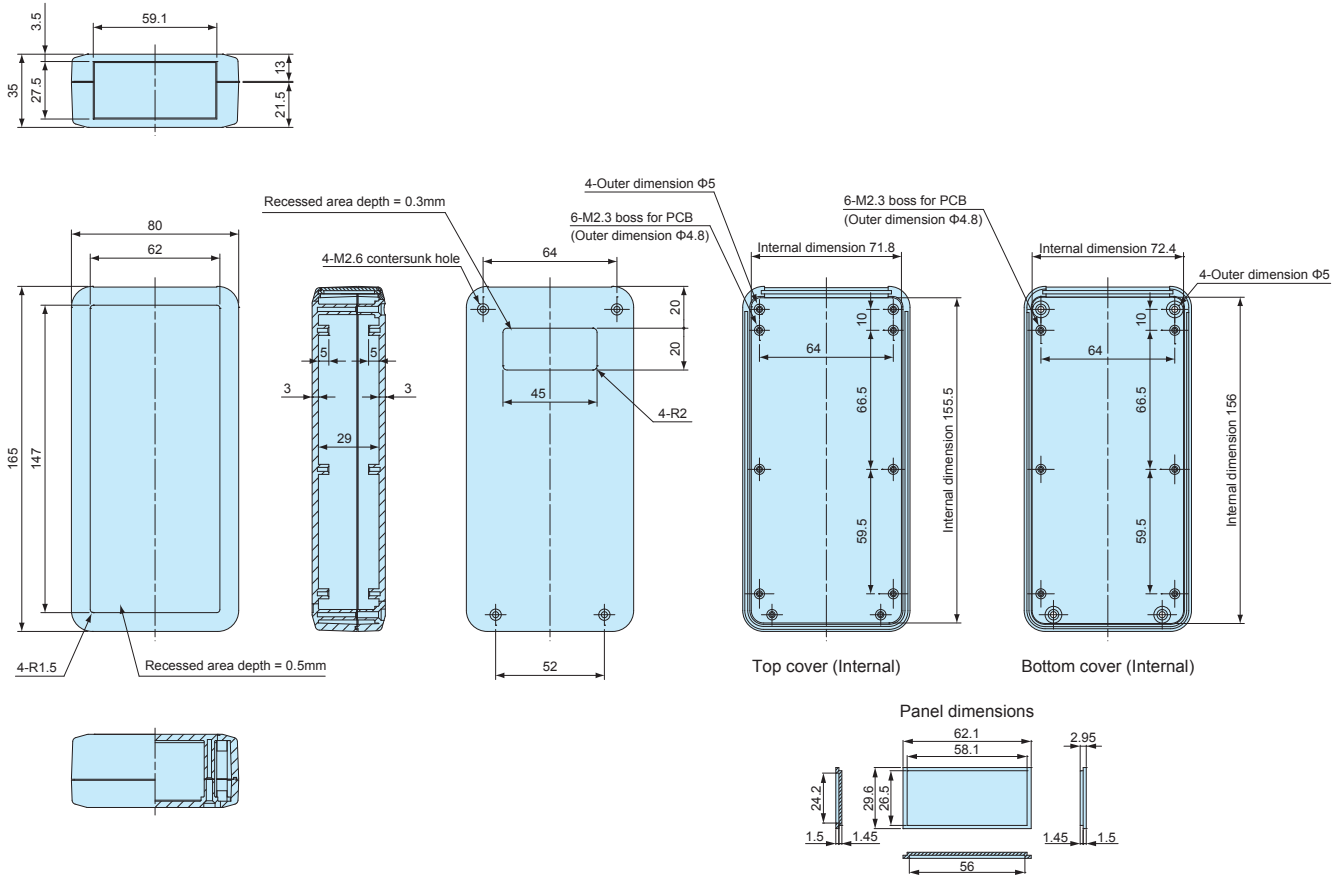 59.1
3.5
35
27.5
13
21.5
4-Outer dimension Φ5
Recessed area depth = 0.3mm
6-M2.3 boss for PCB
(Outer dimension Φ4.8)
6-M2.3 boss for PCB
(Outer dimension Φ4.8)
80
62
4-M2.6 contersunk hole
64
Internal dimension 71.8
Internal dimension 72.4
4-Outer dimension Φ5
20
20
10
10
5
5
64
64
3
3
45
4-R2
66.5
66.5
29
165
147
Internal dimension 155.5
Internal dimension 156
59.5
59.5
4-R1.5
Recessed area depth = 0.5mm
52
Top cover (Internal)
Bottom cover (Internal)
Panel dimensions
62.1
58.1
2.95
24.2
29.6
26.5
1.5
1.45
1.45
1.5
56